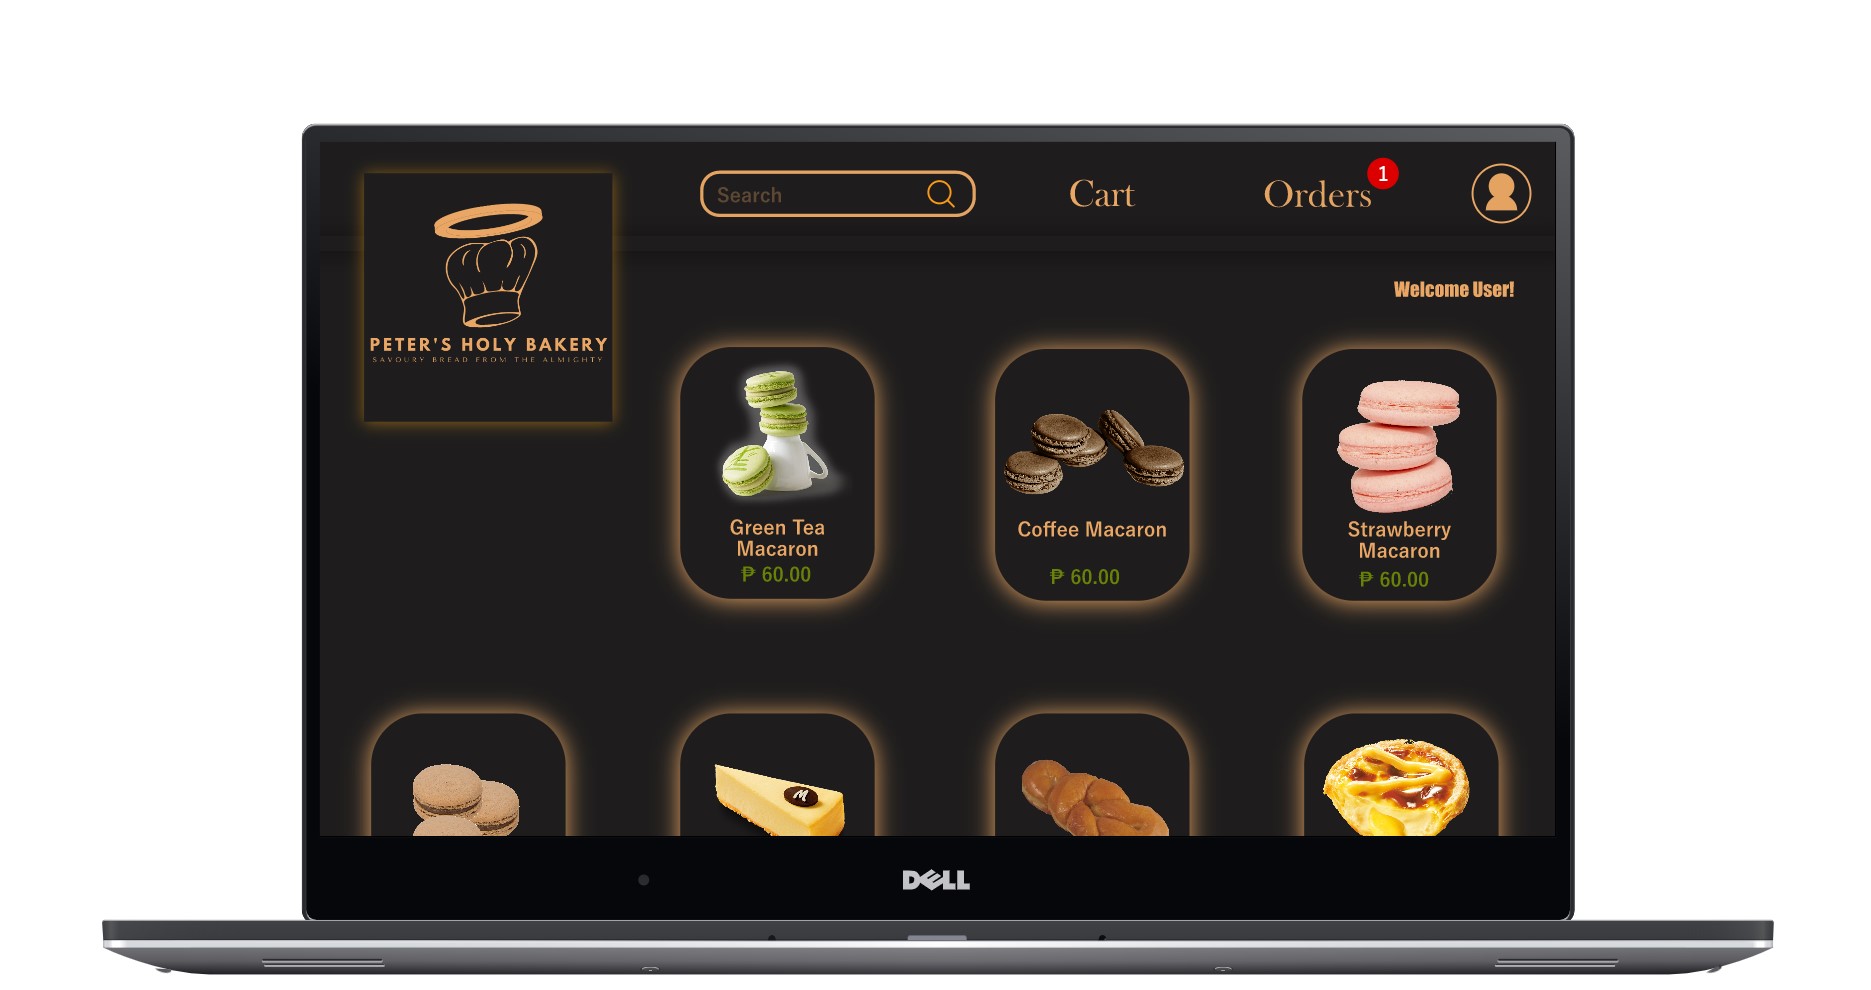 Search
Cart
Orders
1
PETER'S HOLY BAKERY
SAVOURY BREAD FROM THE ALMIGHTY
Welcome User!
Green Tea
Macaron
₱ 60.00
Coffee Macaron
₱ 60.00
Strawberry
Macaron
₱ 60.00
M
DELL